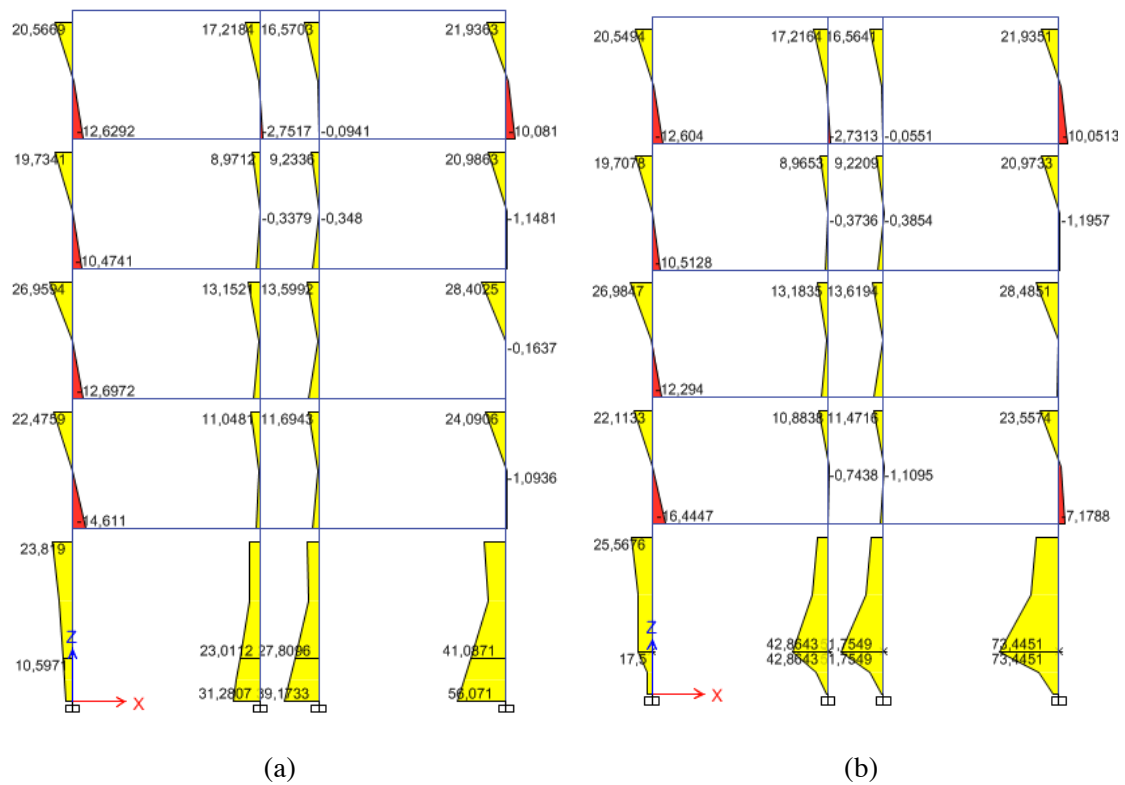 20,5669 17,2184 16,5703 21,9363
-12,6292 -2,7517 -0,0941 -10,081
19,7341 8,9712 9,2336 20,9863
-0,3379 -0,348 -1,1481
-10,4741
26,9594 13,1521 13,5992 28,4025
-0,1637
-12,6972
22,4759 11,0481 11,6943 24,0906
-1,0936
-14,611
23,819
Z
10,5971 23,0112 27,8096 41,0871
31,2807 39,1733 56,071
X
(a)
20,5494 17,2164 16,5641 21,9351
-12,604 -2,7313 -0,0551 -10,0513
19,7078 8,9653 9,2209 20,9733
-0,3736 -0,3854 -1,1957
-10,5128
26,9847 13,1835 13,6194 28,4851
-12,294
22,1133 10,8838 11,4716 23,5574
-0,7438 -1,1095
-16,4447 -7,1788
25,5676
Z
42,8643 51,7549 73,4451
17,5 42,8643 51,7549 73,4451
X
(b)